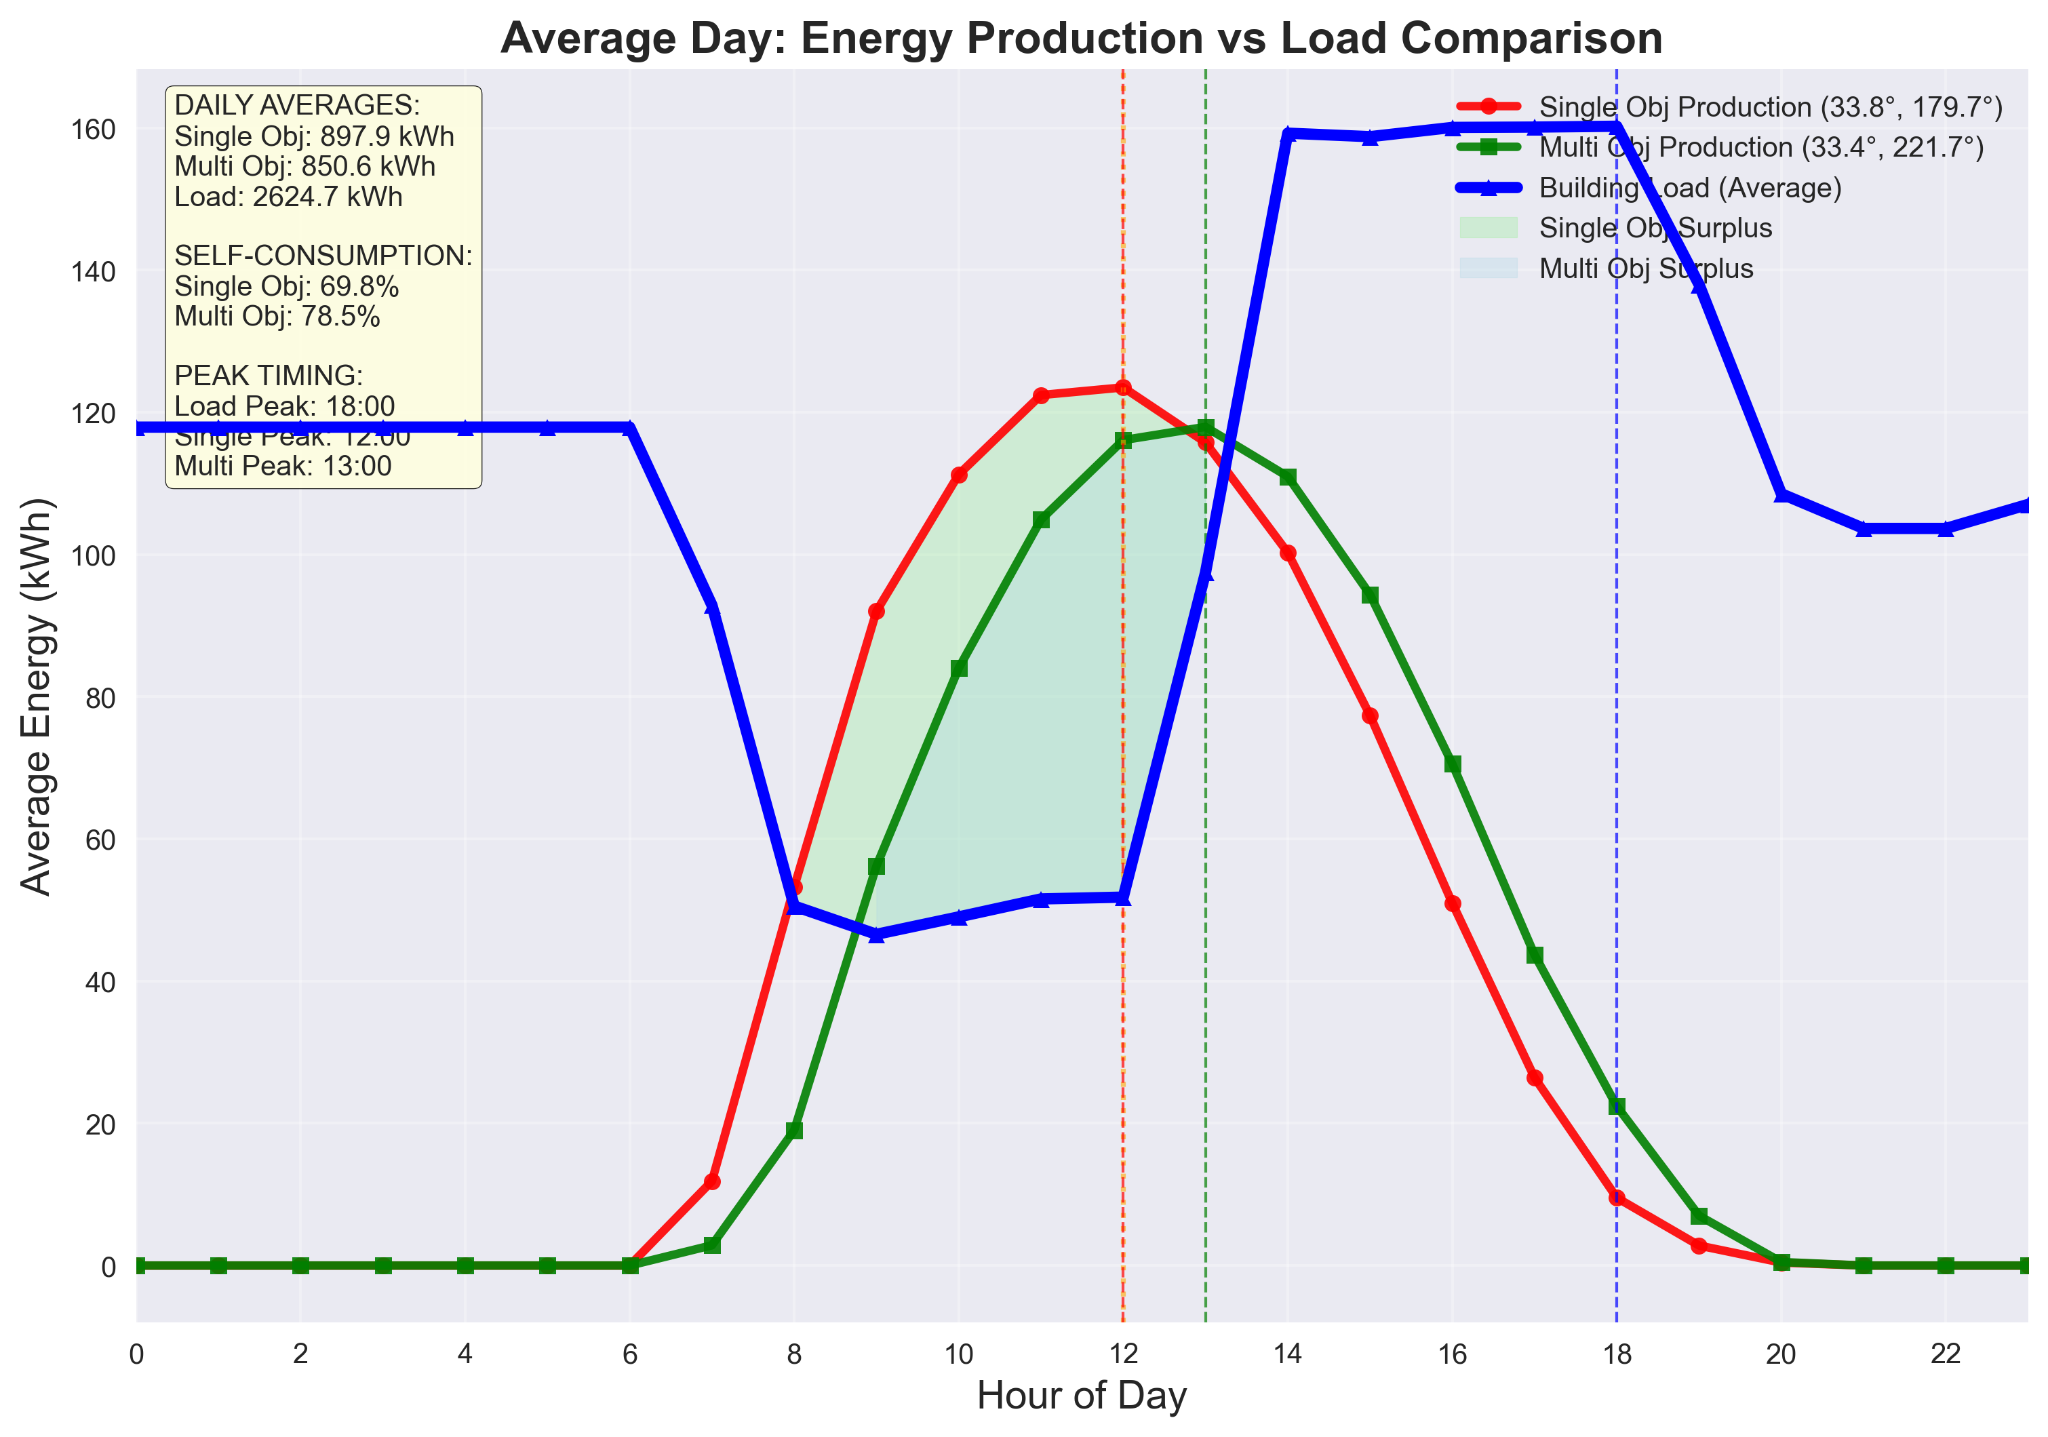 Average Day: Energy Production vs Load Comparison
DAILY AVERAGES:
Single Obj: 897.9 kWh
Multi Obj: 850.6 kWh
Load: 2624.7 kWh
SELF-CONSUMPTION:
Single Obj: 69.8%
Multi Obj: 78.5%
PEAK TIMING:
Load Peak: 18:00
Single Peak: 12:00
Multi Peak: 13:00
Single Obj Production (33.8°, 179.7°)
Multi Obj Production (33.4°, 221.7°)
Building Load (Average)
Single Obj Surplus
Multi Obj Surplus
Average Energy (kWh)
160
140
120
100
80
60
40
20
0
0 2 4 6 8 10 12 14 16 18 20 22
Hour of Day